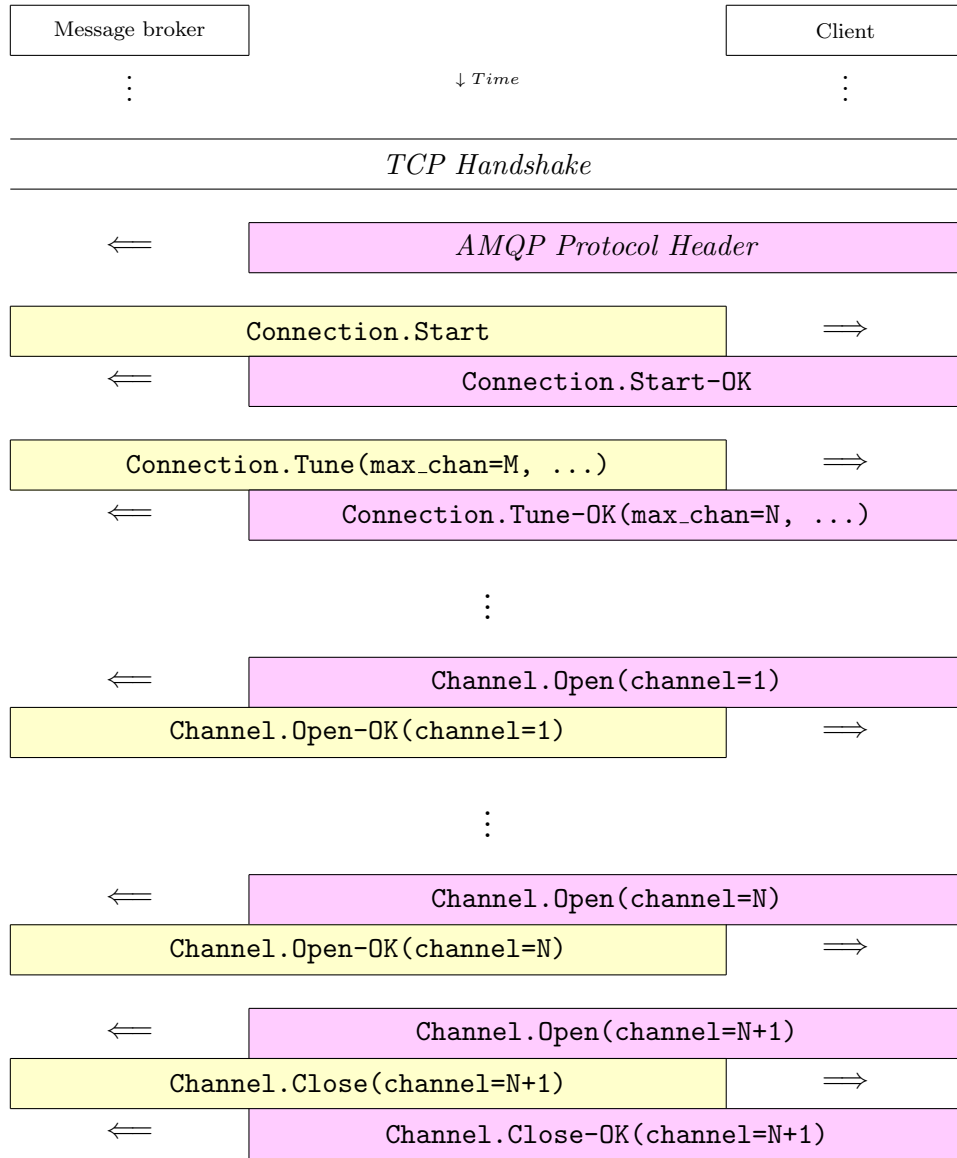 Message broker
Client
↓ Time
TCP Handshake
⇐= AMQP Protocol Header
Connection.Start =⇒
⇐= Connection.Start-OK
Connection.Tune(max_chan=M, ...) =⇒
⇐= Connection.Tune-OK(max_chan=N, ...)
⇐= Channel.Open(channel=1)
Channel.Open-OK(channel=1) =⇒
⇐= Channel.Open(channel=N)
Channel.Open-OK(channel=N) =⇒
⇐= Channel.Open(channel=N+1)
Channel.Close(channel=N+1) =⇒
⇐= Channel.Close-OK(channel=N+1)